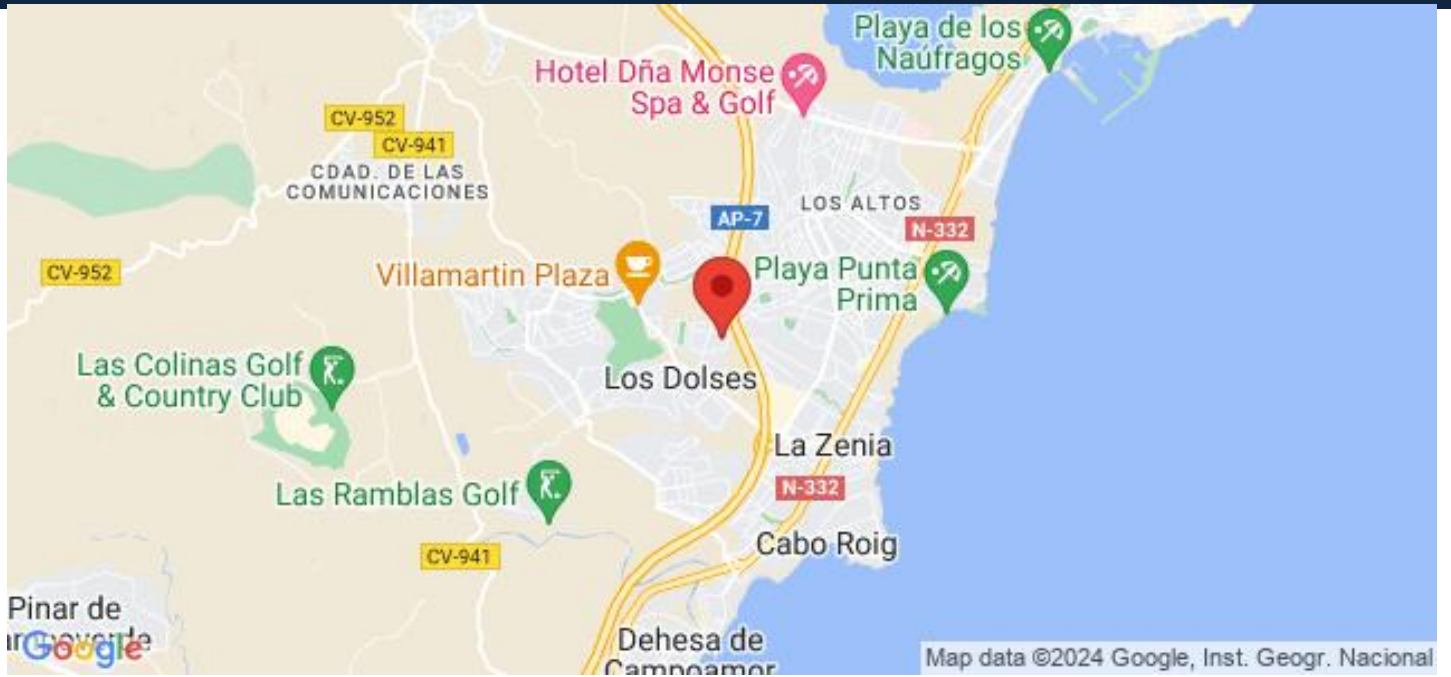 Playa de los
Naúfragos
Hotel Dña Monse
Spa & Golf
CV-952
CV-941
CDAD. DE LAS
COMUNICACIONES
LOS ALTOS
AP-7
N-332
CV-952
Villamartin Plaza
Playa Punta
Prima
Las Colinas Golf
& Country Club
Los Dolses
La Zenia
Las Ramblas Golf
N-332
Cabo Roig
CV-941
Pinar de
Dehesa de
Campoamor
Google
Map data ©2024 Google, Inst. Geogr. Nacional